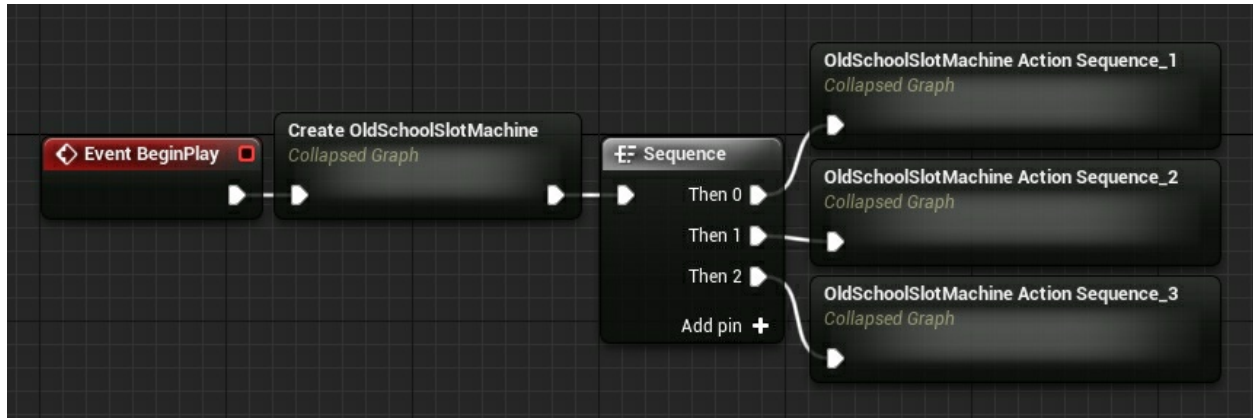 Event BeginPlay
Create OldSchoolSlotMachine
Collapsed Graph
Sequence
Then 0
Then 1
Then 2
Add pin
OldSchoolSlotMachine Action Sequence_1
Collapsed Graph
OldSchoolSlotMachine Action Sequence_2
Collapsed Graph
OldSchoolSlotMachine Action Sequence_3
Collapsed Graph